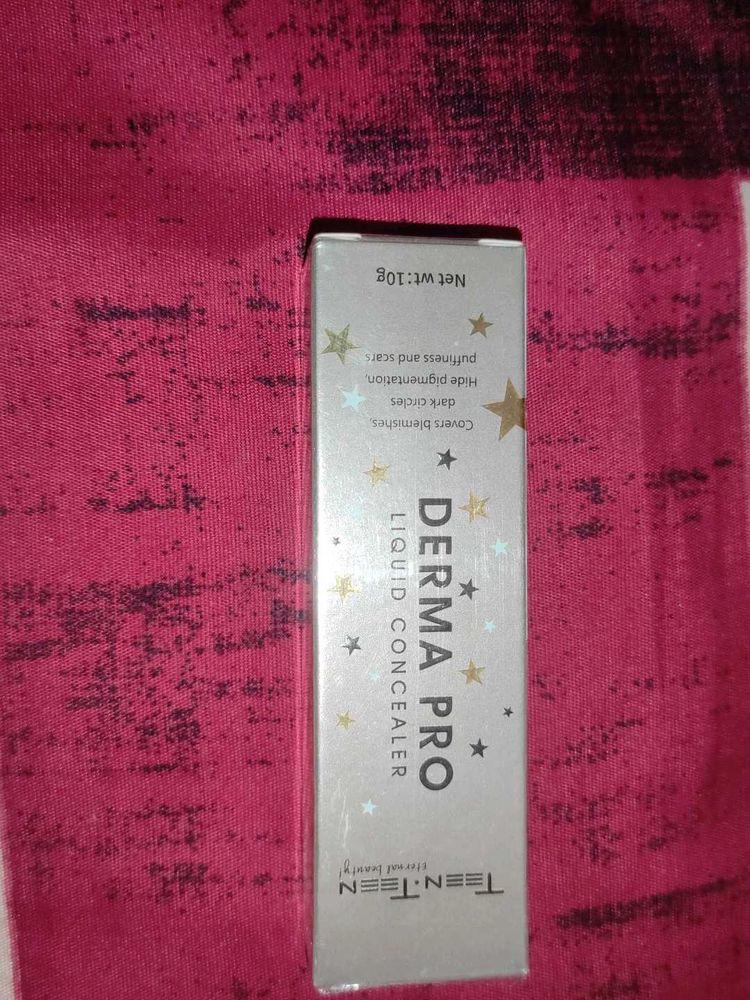 TEEN.TEEN
Eternal beauty!
DERMA PRO
LIQUID CONCEALER
Covers blemishes,
dark circles
Hide pigmentation,
puffiness and scars
Net wt:10g